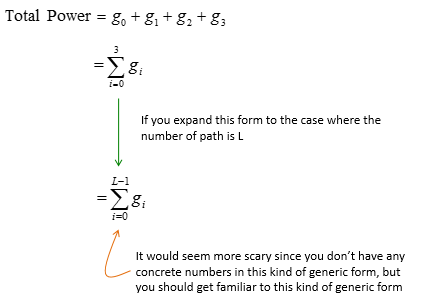 Total Power = g₀ + g₁ + g₂ + g₃
= ∑_{i=0}^{3} gᵢ
If you expand this form to the case where the
number of path is L
= ∑_{i=0}^{L−1} gᵢ
It would seem more scary since you don't have any
concrete numbers in this kind of generic form, but
you should get familiar to this kind of generic form